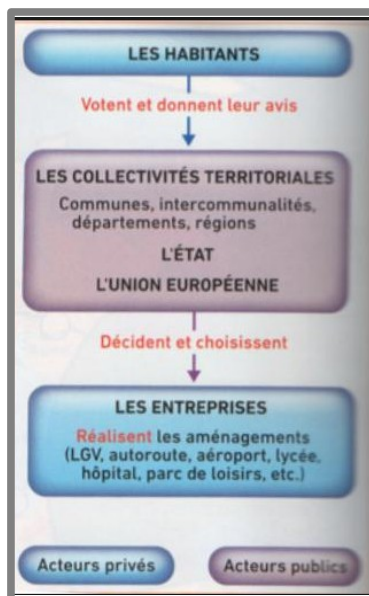 LES HABITANTS
Votent et donnent leur avis
LES COLLECTIVITÉS TERRITORIALES
Communes, intercommunalités,
départements, régions
L'ÉTAT
L'UNION EUROPÉENNE
Décident et choisissent
LES ENTREPRISES
Réalisent les aménagements
(LGV, autoroute, aéroport, lycée,
hôpital, parc de loisirs, etc.)
Acteurs privés
Acteurs publics